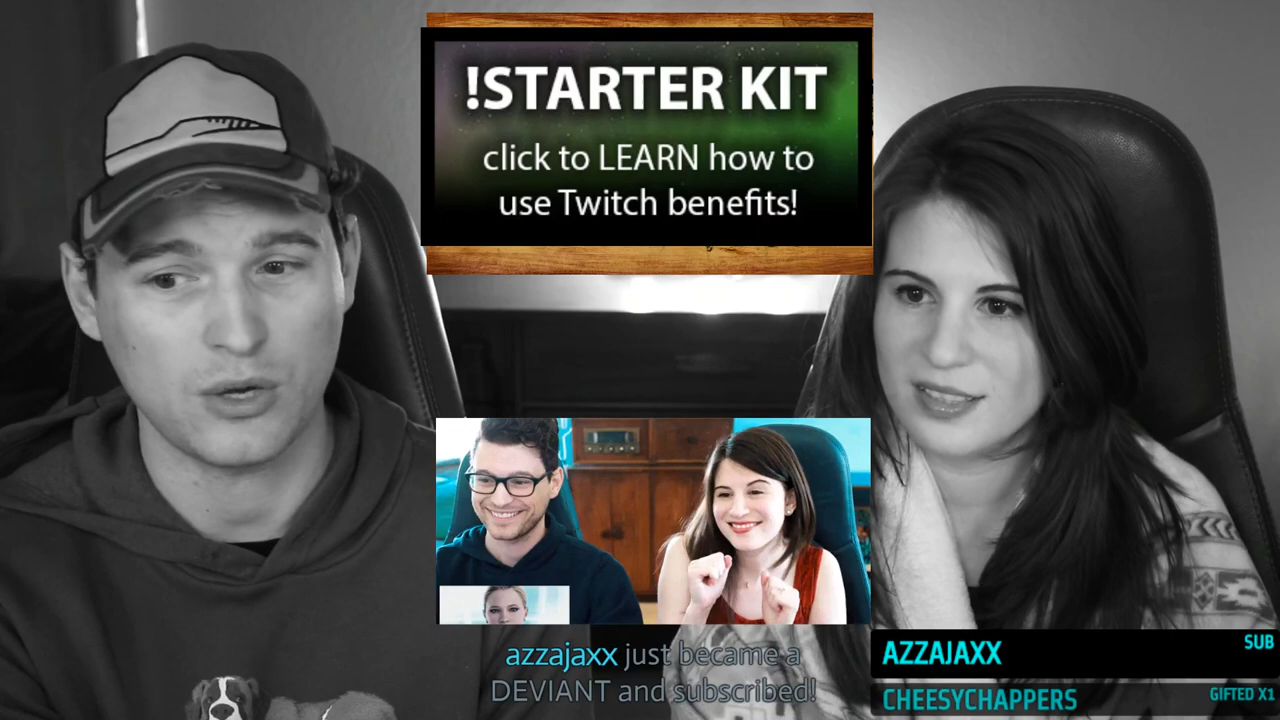 !STARTER KIT
click to LEARN how to
use Twitch benefits!
azzajaxx just became a
DEVIANT and subscribed!
AZZAJAXX SUB
CHEESYCHAPPERS GIFTED X1